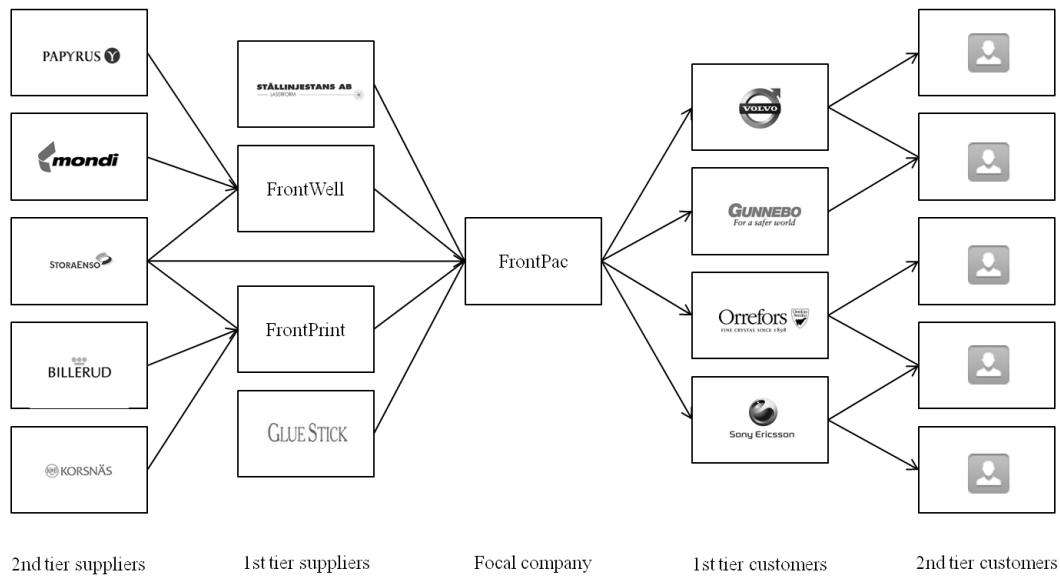 PAPYRUS
mondi
STORAENSO
BILLERUD
KORSNÄS
2nd tier suppliers
STÅLLINJESTANS AB
LASERFORM
FrontWell
FrontPrint
GLUE STICK
1st tier suppliers
FrontPac
Focal company
VOLVO
GUNNEBO
For a safer world
Orrefors
FINE CRYSTAL SINCE 1898
Sony Ericsson
1st tier customers
2nd tier customers